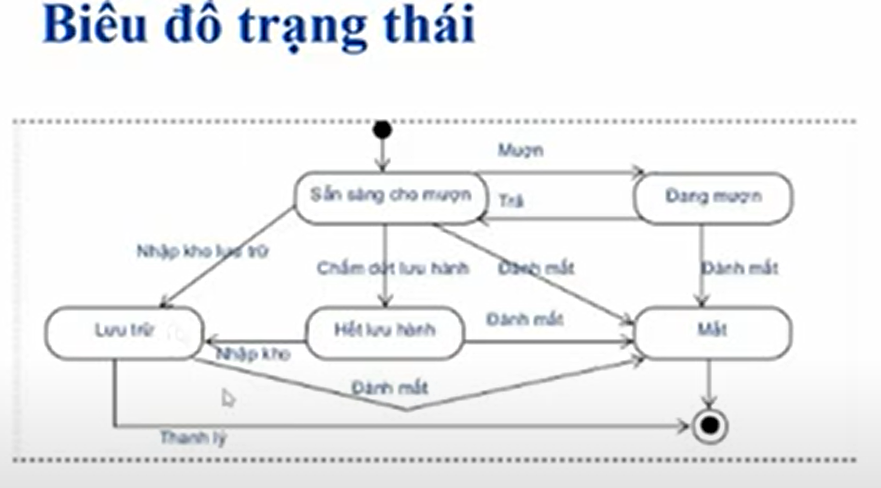 Biểu đồ trạng thái
Mượn
Sẵn sàng cho mượn
Trả
Đang mượn
Nhập kho lưu trữ
Chấm dứt lưu hành
Đánh mất
Đánh mất
Lưu trữ
Hết lưu hành
Đánh mất
Mất
Nhập kho
Đánh mất
Thanh lý